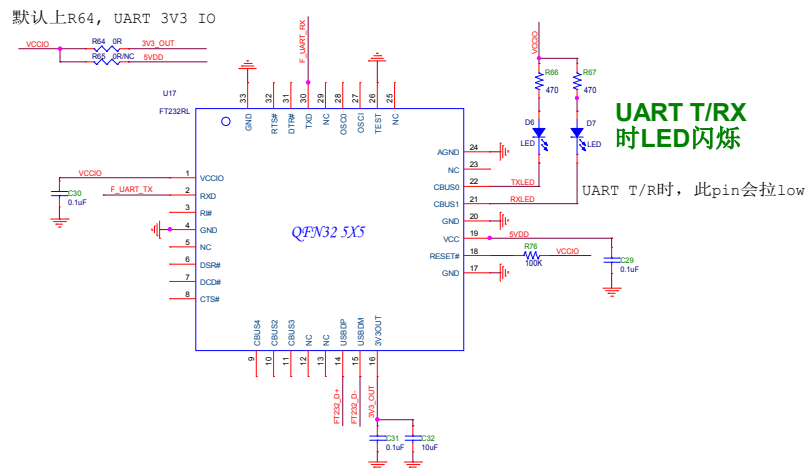 默认上R64, UART 3V3 IO
VCCIO
R64 0R
3V3_OUT
R65 0R/NC
5VDD
F_UART_RX
VCCIO
R66
470
R67
470
D6
LED
D7
LED
UART T/RX
时LED闪烁
UART T/R时, 此pin会拉low
U17
FT232RL
33 GND
32 RTS#
31 DTR#
30 TXD
29 NC
28 OSC0
27 OSCI
26 TEST
25 NC
VCCIO
C30
0.1uF
F_UART_TX
1 VCCIO
2 RXD
3 RI#
4 GND
5 NC
6 DSR#
7 DCD#
8 CTS#
QFN32 5X5
AGND 24
NC 23
CBUS0 22 TXLED
CBUS1 21 RXLED
GND 20
VCC 19 5VDD
RESET# 18
R76
100K
VCCIO
GND 17
C29
0.1uF
CBUS4 9
CBUS2 10
CBUS3 11
NC 12
NC 13
USBDP 14
USBDM 15
3V3OUT 16
FT232_D+
FT232_D-
3V3_OUT
C31
0.1uF
C32
10uF